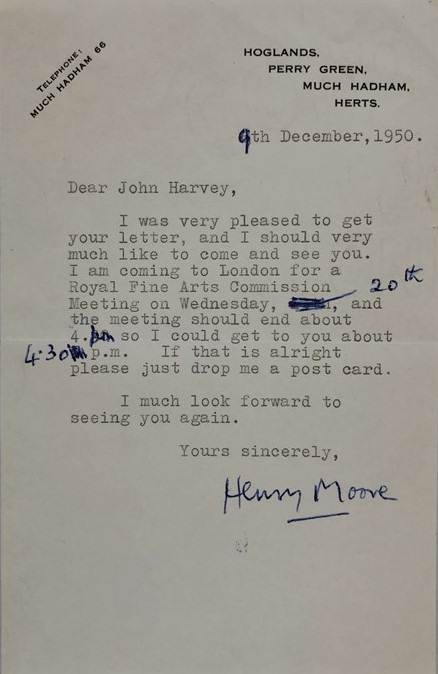 TELEPHONE:
MUCH HADHAM 66
HOGLANDS,
PERRY GREEN,
MUCH HADHAM,
HERTS.
9th December, 1950.
Dear John Harvey,
I was very pleased to get
your letter, and I should very
much like to come and see you.
I am coming to London for a
Royal Fine Arts Commission
Meeting on Wednesday, 20th, and
the meeting should end about
4. pm so I could get to you about
4.30 p.m. If that is alright
please just drop me a post card.
I much look forward to
seeing you again.
Yours sincerely,
Henry Moore